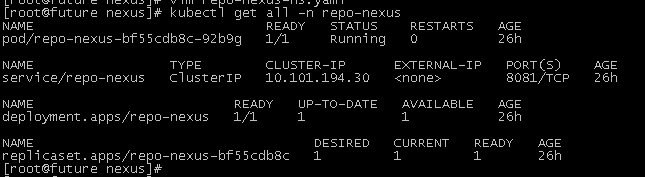 [root@future nexus]# kubectl get all -n repo-nexus
NAME READY STATUS RESTARTS AGE
pod/repo-nexus-bf55cdb8c-92b9g 1/1 Running 0 26h
NAME TYPE CLUSTER-IP EXTERNAL-IP PORT(S) AGE
service/repo-nexus ClusterIP 10.101.194.30 <none> 8081/TCP 26h
NAME READY UP-TO-DATE AVAILABLE AGE
deployment.apps/repo-nexus 1/1 1 1 26h
NAME DESIRED CURRENT READY AGE
replicaset.apps/repo-nexus-bf55cdb8c 1 1 1 26h
[root@future nexus]#